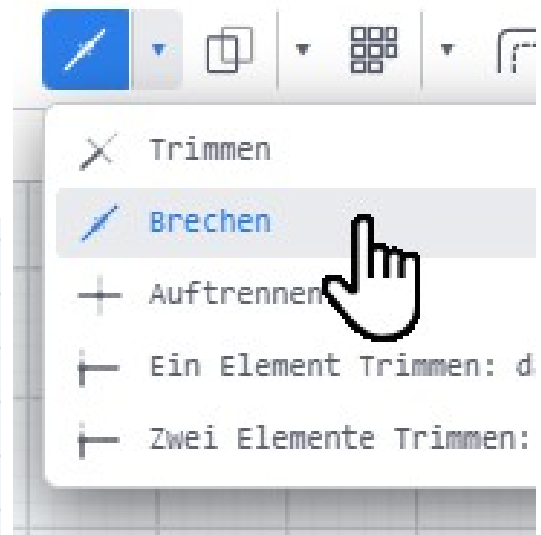 Trimmen
Brechen
Auftrennen
Ein Element Trimmen:
Zwei Elemente Trimmen: